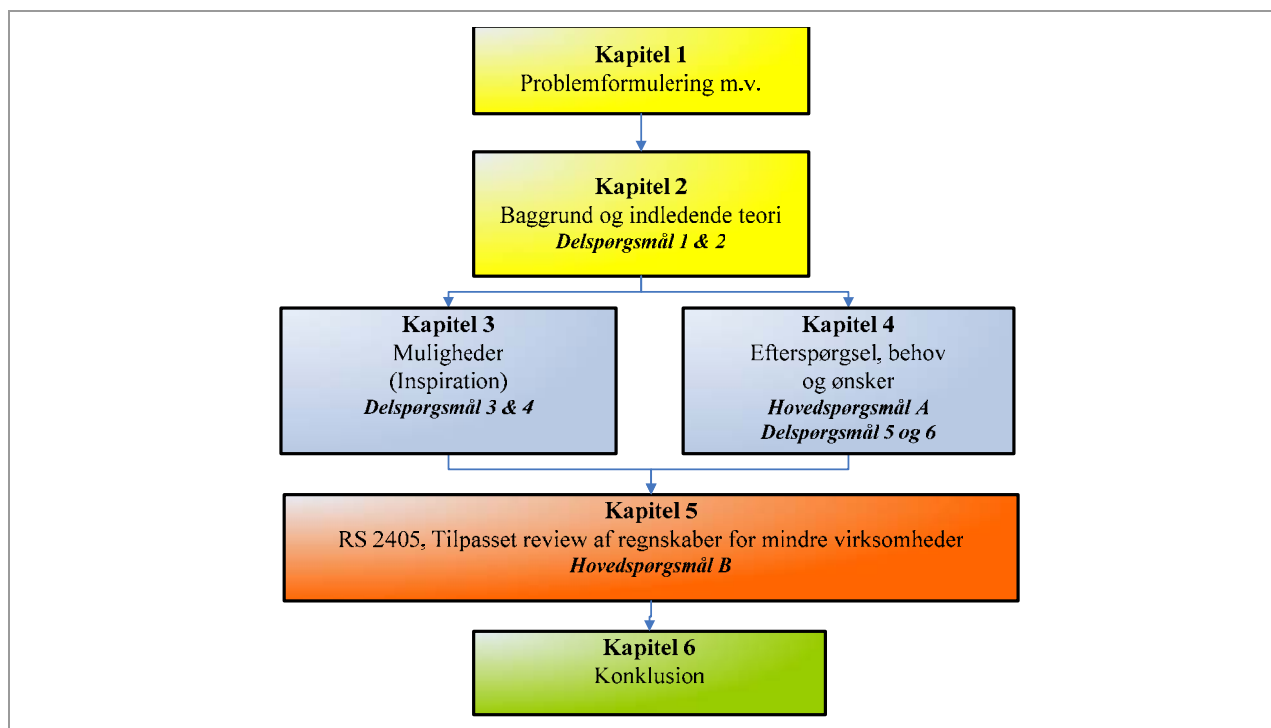 Kapitel 1
Problemformulering m.v.
Kapitel 2
Baggrund og indledende teori
Delspørgsmål 1 & 2
Kapitel 3
Muligheder
(Inspiration)
Delspørgsmål 3 & 4
Kapitel 4
Efterspørgsel, behov
og ønsker
Hovedspørgsmål A
Delspørgsmål 5 og 6
Kapitel 5
RS 2405, Tilpasset review af regnskaber for mindre virksomheder
Hovedspørgsmål B
Kapitel 6
Konklusion